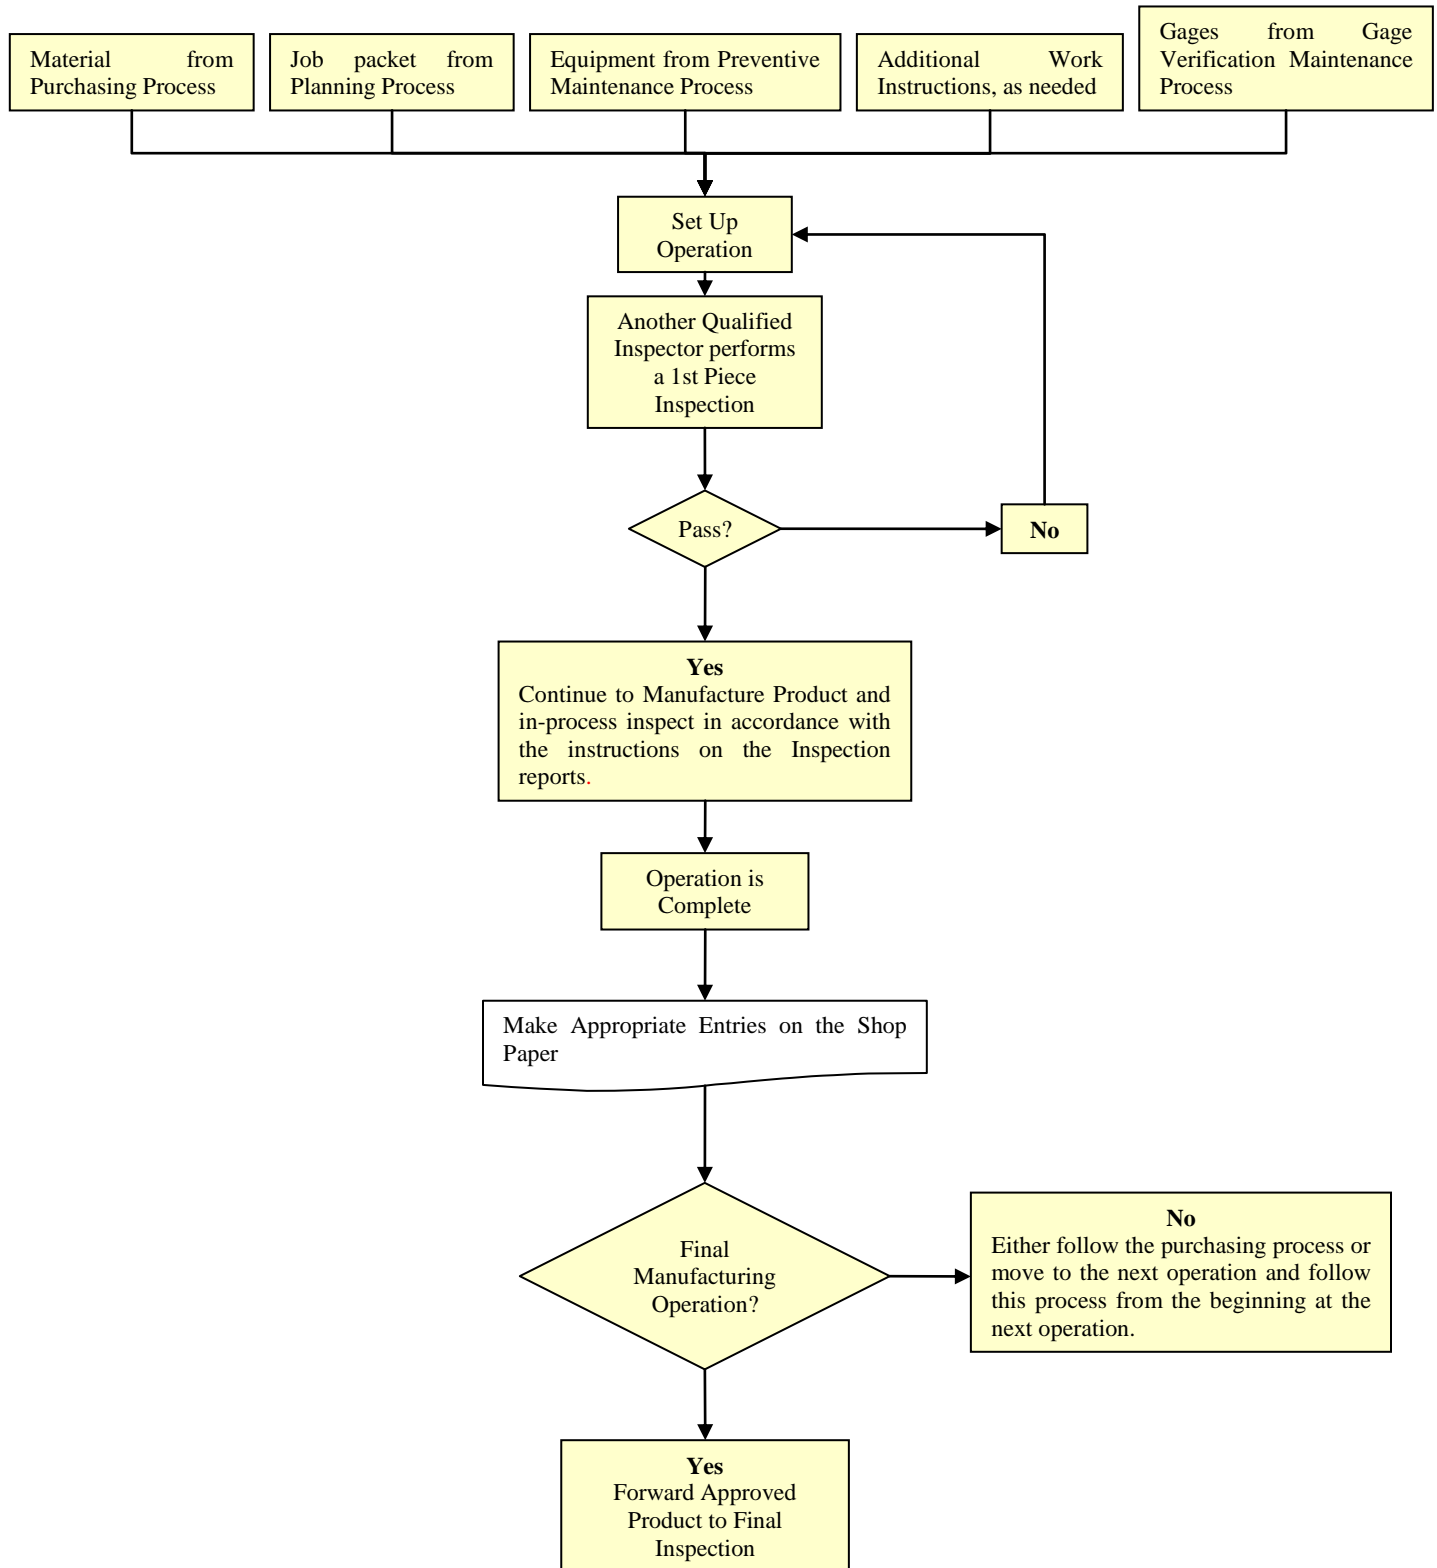 Material from
Purchasing Process
Job packet from
Planning Process
Equipment from Preventive
Maintenance Process
Additional Work
Instructions, as needed
Gages from Gage
Verification Maintenance
Process
Set Up
Operation
Another Qualified
Inspector performs
a 1st Piece
Inspection
Pass?
No
Yes
Continue to Manufacture Product and
in-process inspect in accordance with
the instructions on the Inspection
reports.
Operation is
Complete
Make Appropriate Entries on the Shop
Paper
Final
Manufacturing
Operation?
No
Either follow the purchasing process or
move to the next operation and follow
this process from the beginning at the
next operation.
Yes
Forward Approved
Product to Final
Inspection